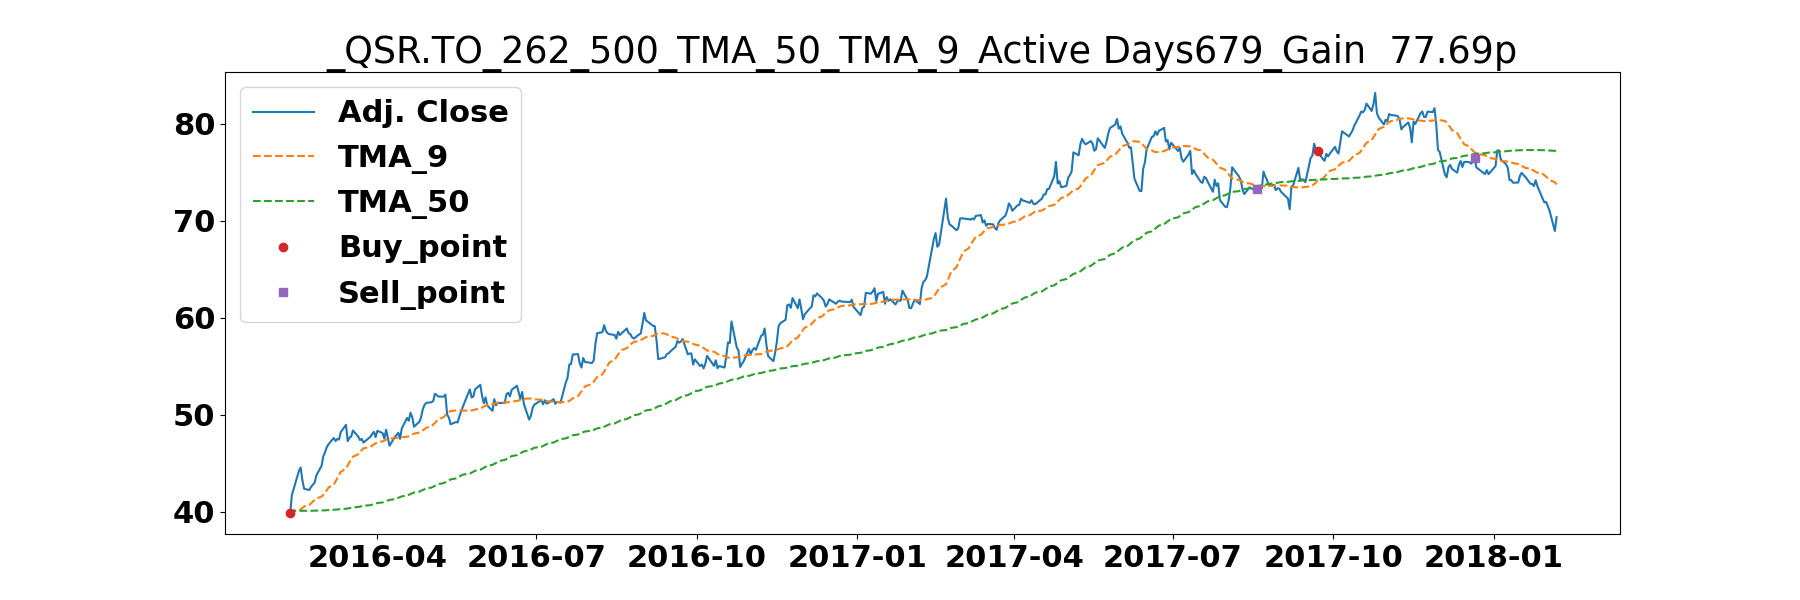 _QSR.TO_262_500_TMA_50_TMA_9_Active Days679_Gain  77.69p
Adj. Close
TMA_9
TMA_50
Buy_point
Sell_point
80
70
60
50
40
2016-04 2016-07 2016-10 2017-01 2017-04 2017-07 2017-10 2018-01